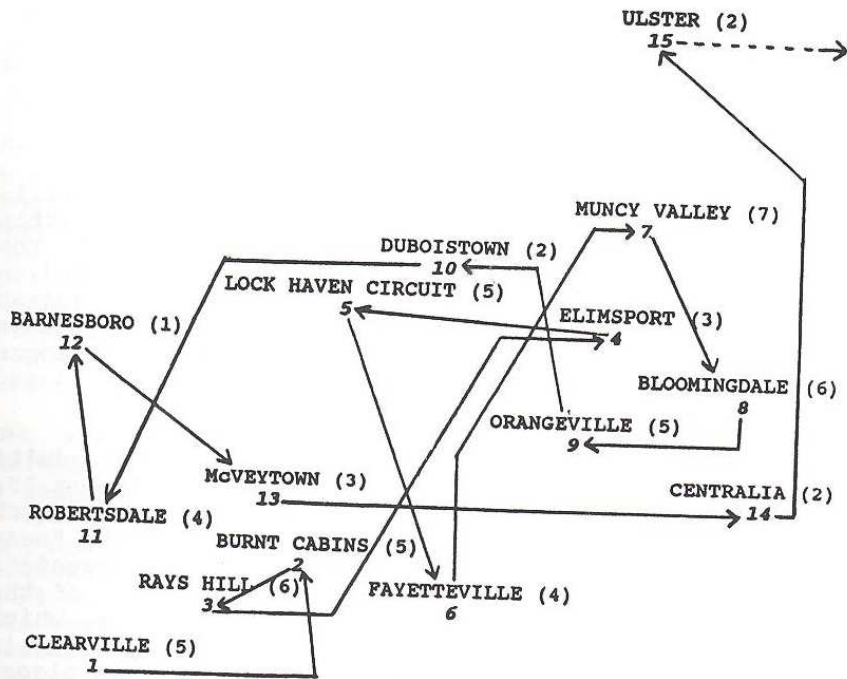 ULSTER (2)
15
MUNCY VALLEY (7)
7
DUBOISTOWN (2)
10
LOCK HAVEN CIRCUIT (5)
5
ELIMSPORT (3)
4
BARNESBORO (1)
12
BLOOMINGDALE (6)
8
ORANGEVILLE (5)
9
McVEYTOWN (3)
13
CENTRALIA (2)
14
ROBERTSDALE (4)
11
BURNT CABINS (5)
2
RAYS HILL (6)
3
FAYETTEVILLE (4)
6
CLEARVILLE (5)
1